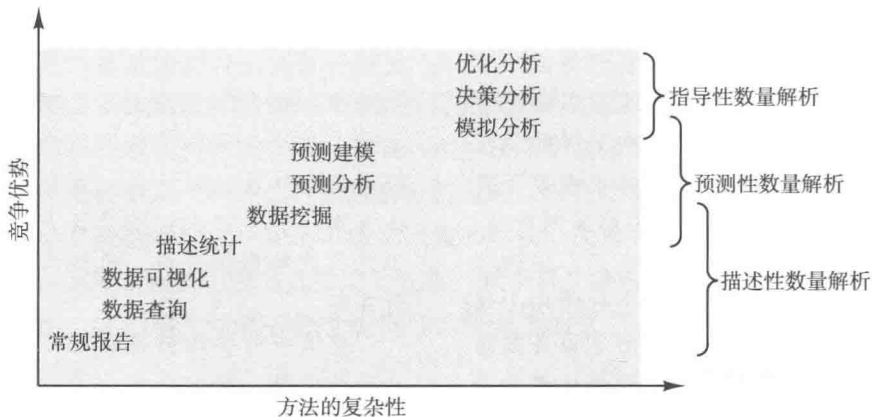 优化分析
决策分析
指导性数量解析
模拟分析
预测建模
预测分析
预测性数量解析
数据挖掘
描述统计
数据可视化
描述性数量解析
数据查询
常规报告
竞争优势
方法的复杂性